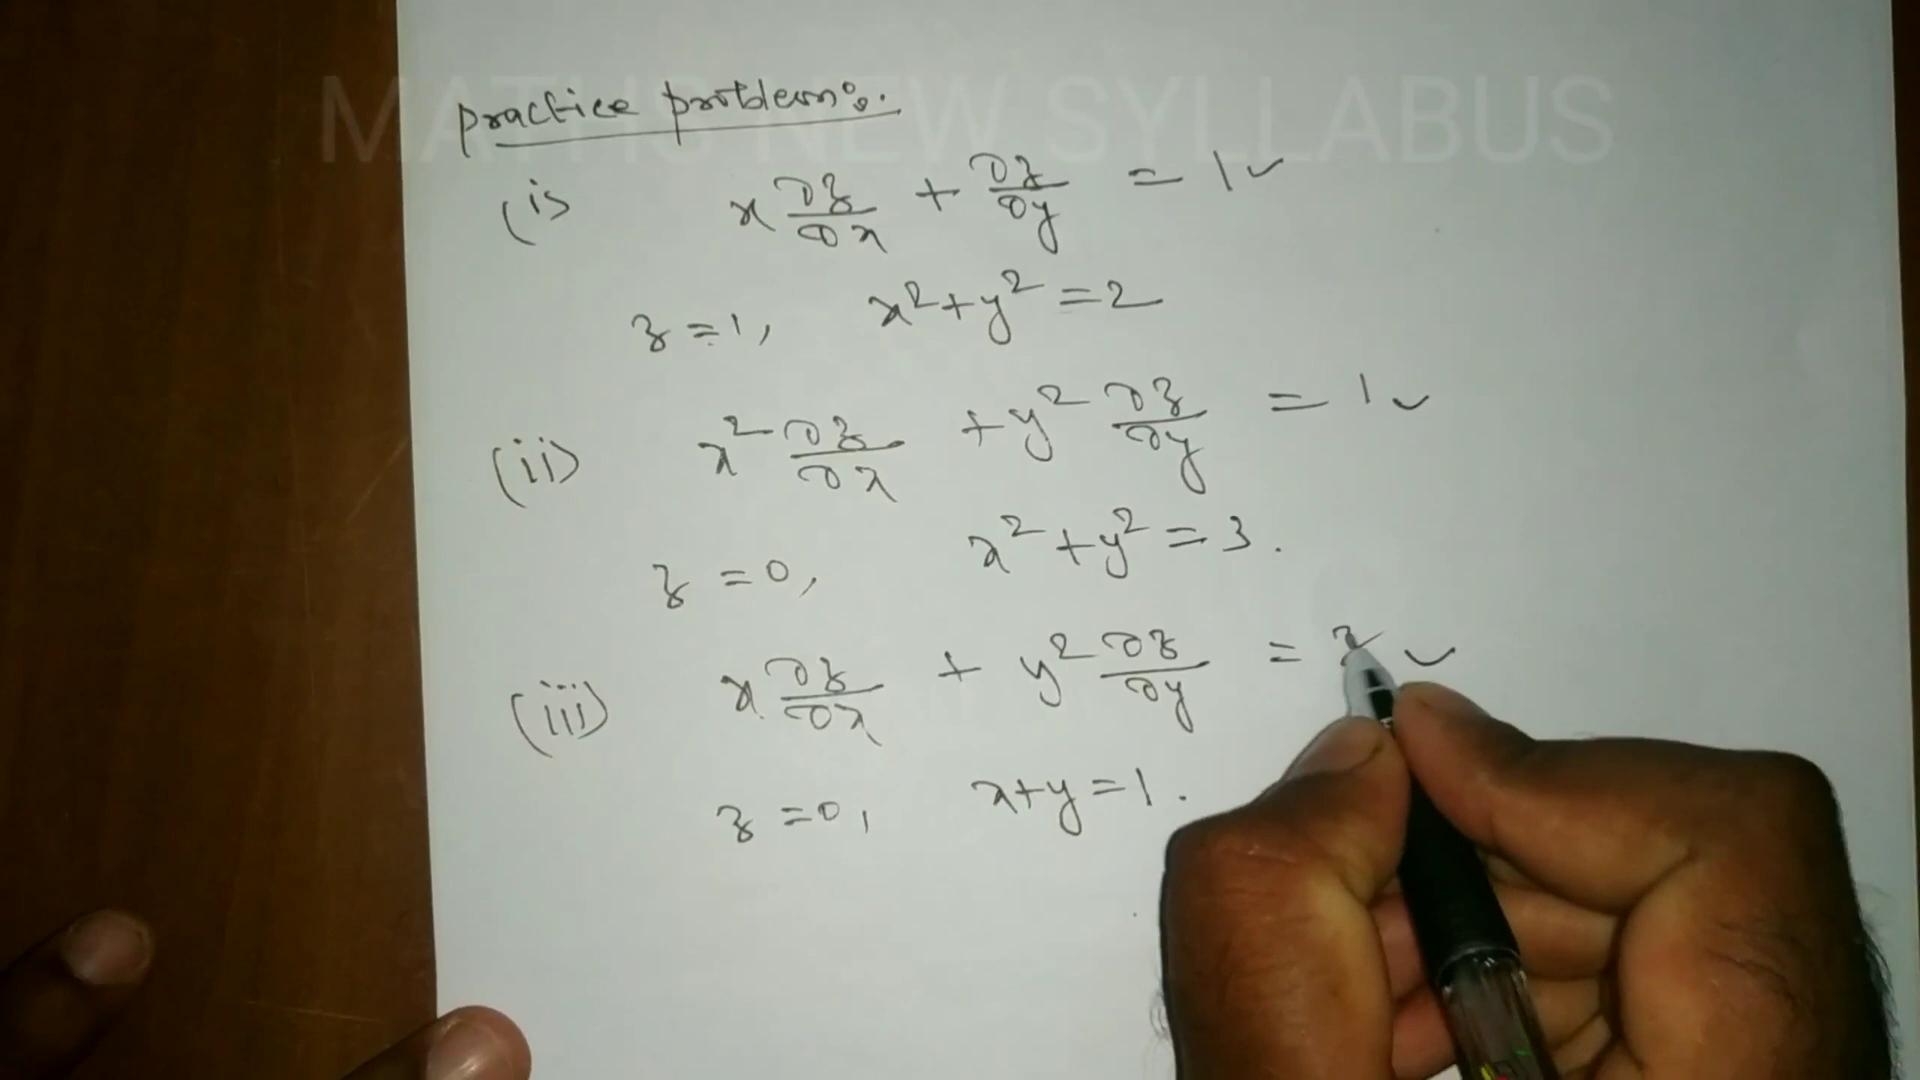 MATHS NEW SYLLABUS
practice problems:.
(i) x ∂z/∂x + ∂z/∂y = 1
z = 1, x² + y² = 2
(ii) x² ∂z/∂x + y² ∂z/∂y = 1
z = 0, x² + y² = 3.
(iii) x ∂z/∂x + y² ∂z/∂y = z
z = 0, x + y = 1.